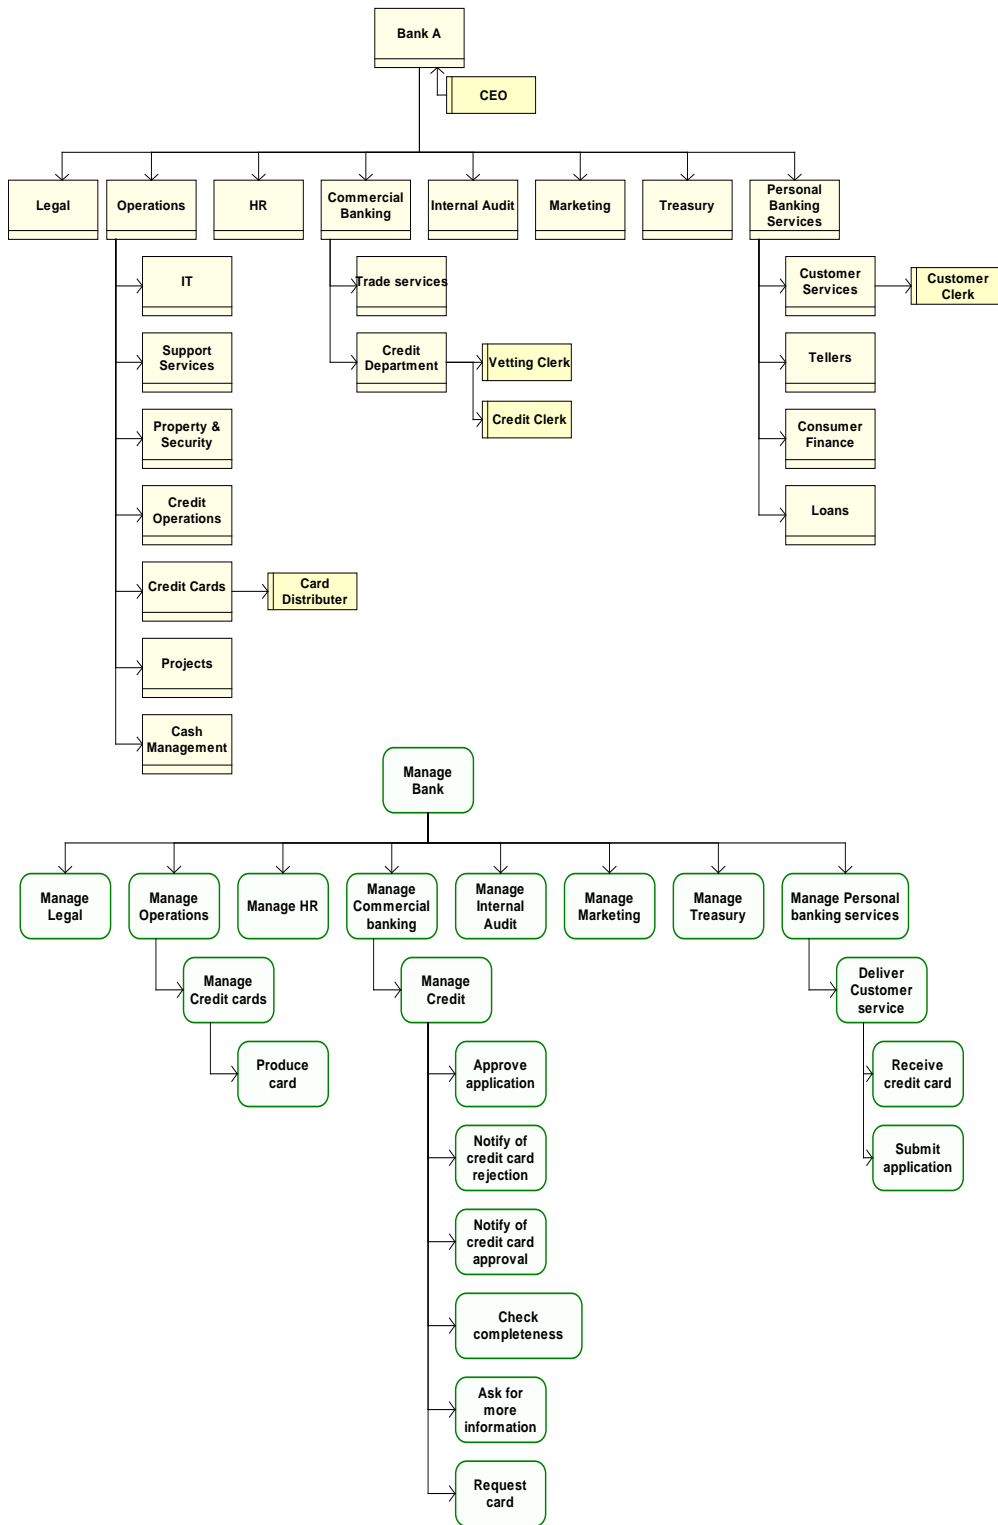 Bank A
CEO
Legal
Operations
HR
Commercial
Banking
Internal Audit
Marketing
Treasury
Personal
Banking
Services
IT
Trade services
Customer
Services
Customer
Clerk
Support
Services
Credit
Department
Vetting Clerk
Tellers
Credit Clerk
Property &
Security
Consumer
Finance
Credit
Operations
Loans
Credit Cards
Card
Distributer
Projects
Cash
Management
Manage
Bank
Manage
Legal
Manage
Operations
Manage HR
Manage
Commercial
banking
Manage
Internal
Audit
Manage
Marketing
Manage
Treasury
Manage Personal
banking services
Manage
Credit cards
Manage
Credit
Deliver
Customer
service
Produce
card
Approve
application
Receive
credit card
Notify of
credit card
rejection
Submit
application
Notify of
credit card
approval
Check
completeness
Ask for
more
information
Request
card